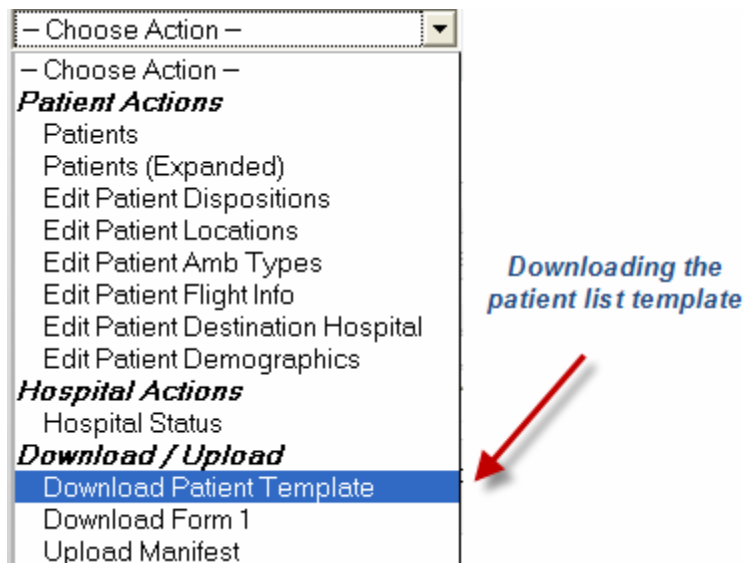 – Choose Action –
– Choose Action –
Patient Actions
Patients
Patients (Expanded)
Edit Patient Dispositions
Edit Patient Locations
Edit Patient Amb Types
Edit Patient Flight Info
Edit Patient Destination Hospital
Edit Patient Demographics
Hospital Actions
Hospital Status
Download / Upload
Download Patient Template
Download Form 1
Upload Manifest
Downloading the
patient list template